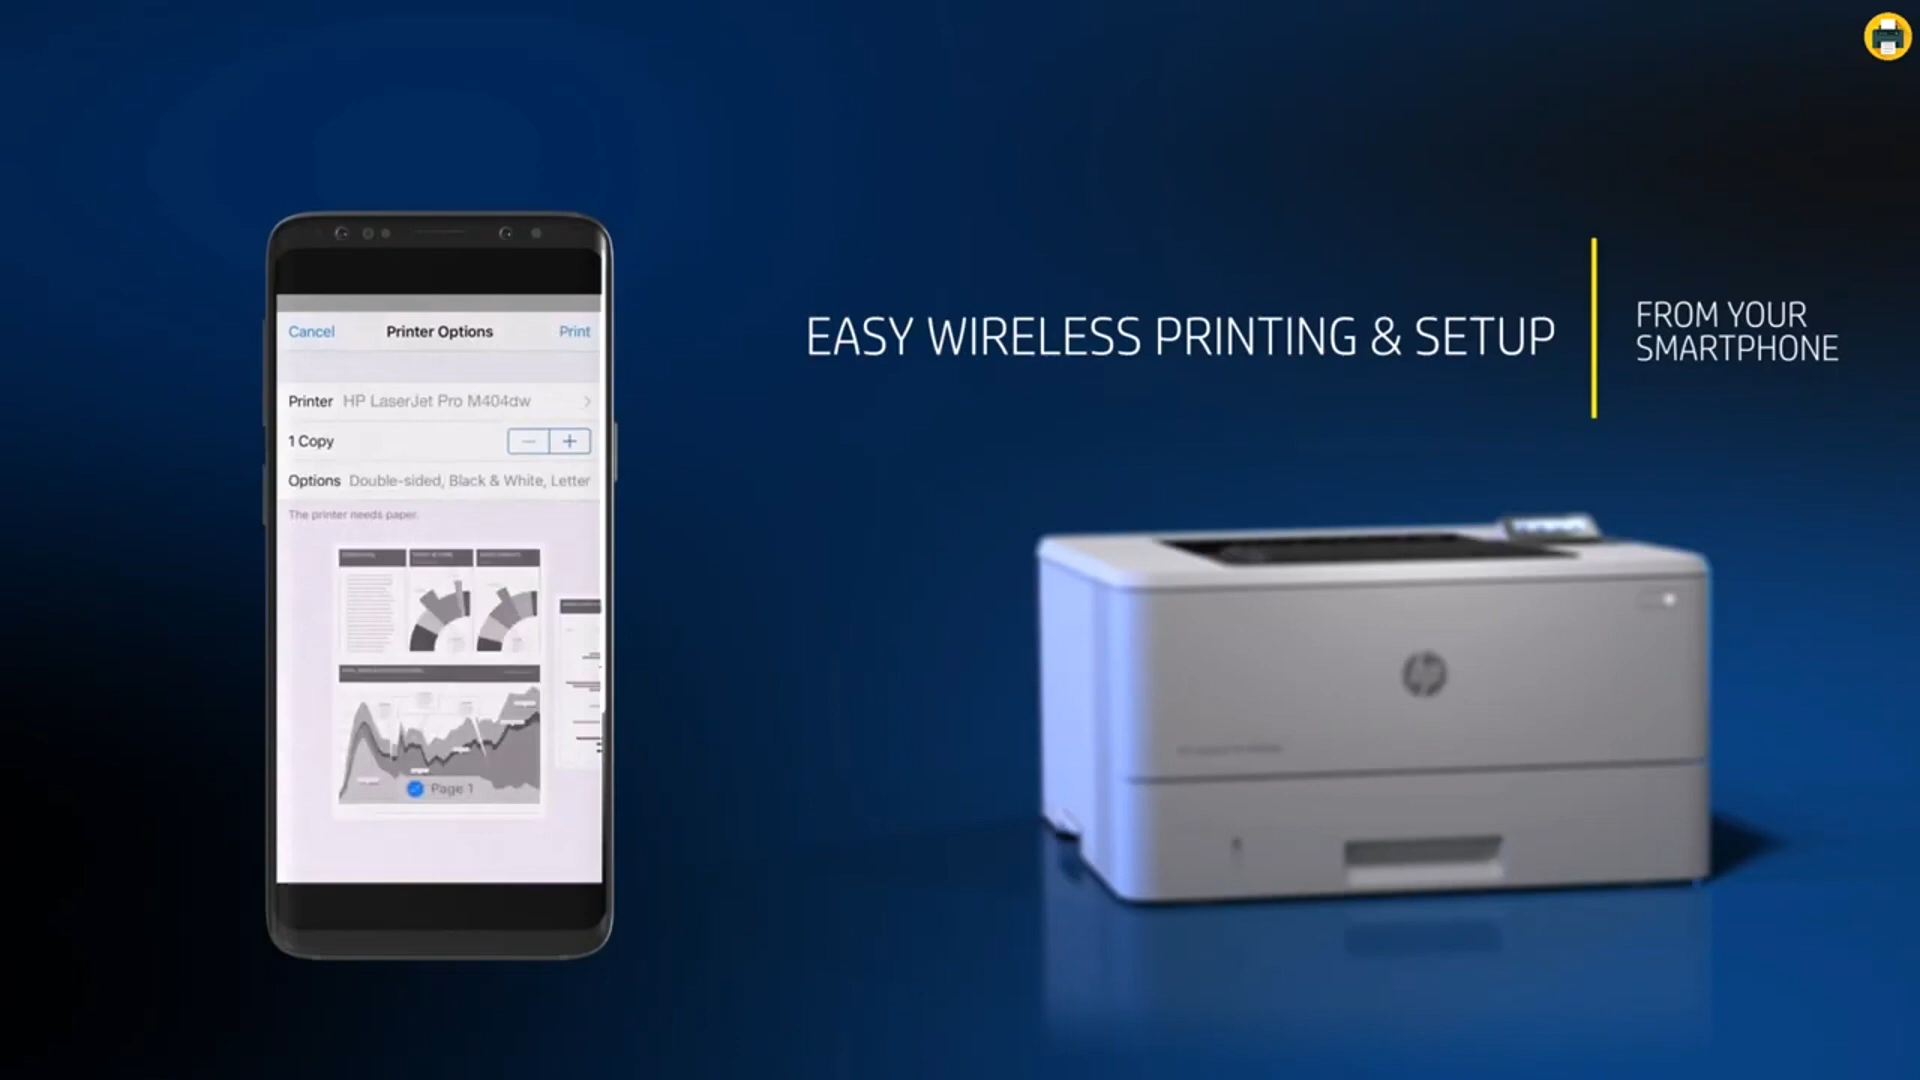 Cancel Printer Options Print
Printer HP LaserJet Pro M404dw
1 Copy
Options Double-sided, Black & White, Letter
The printer needs paper.
Page 1
EASY WIRELESS PRINTING & SETUP
FROM YOUR
SMARTPHONE
hp